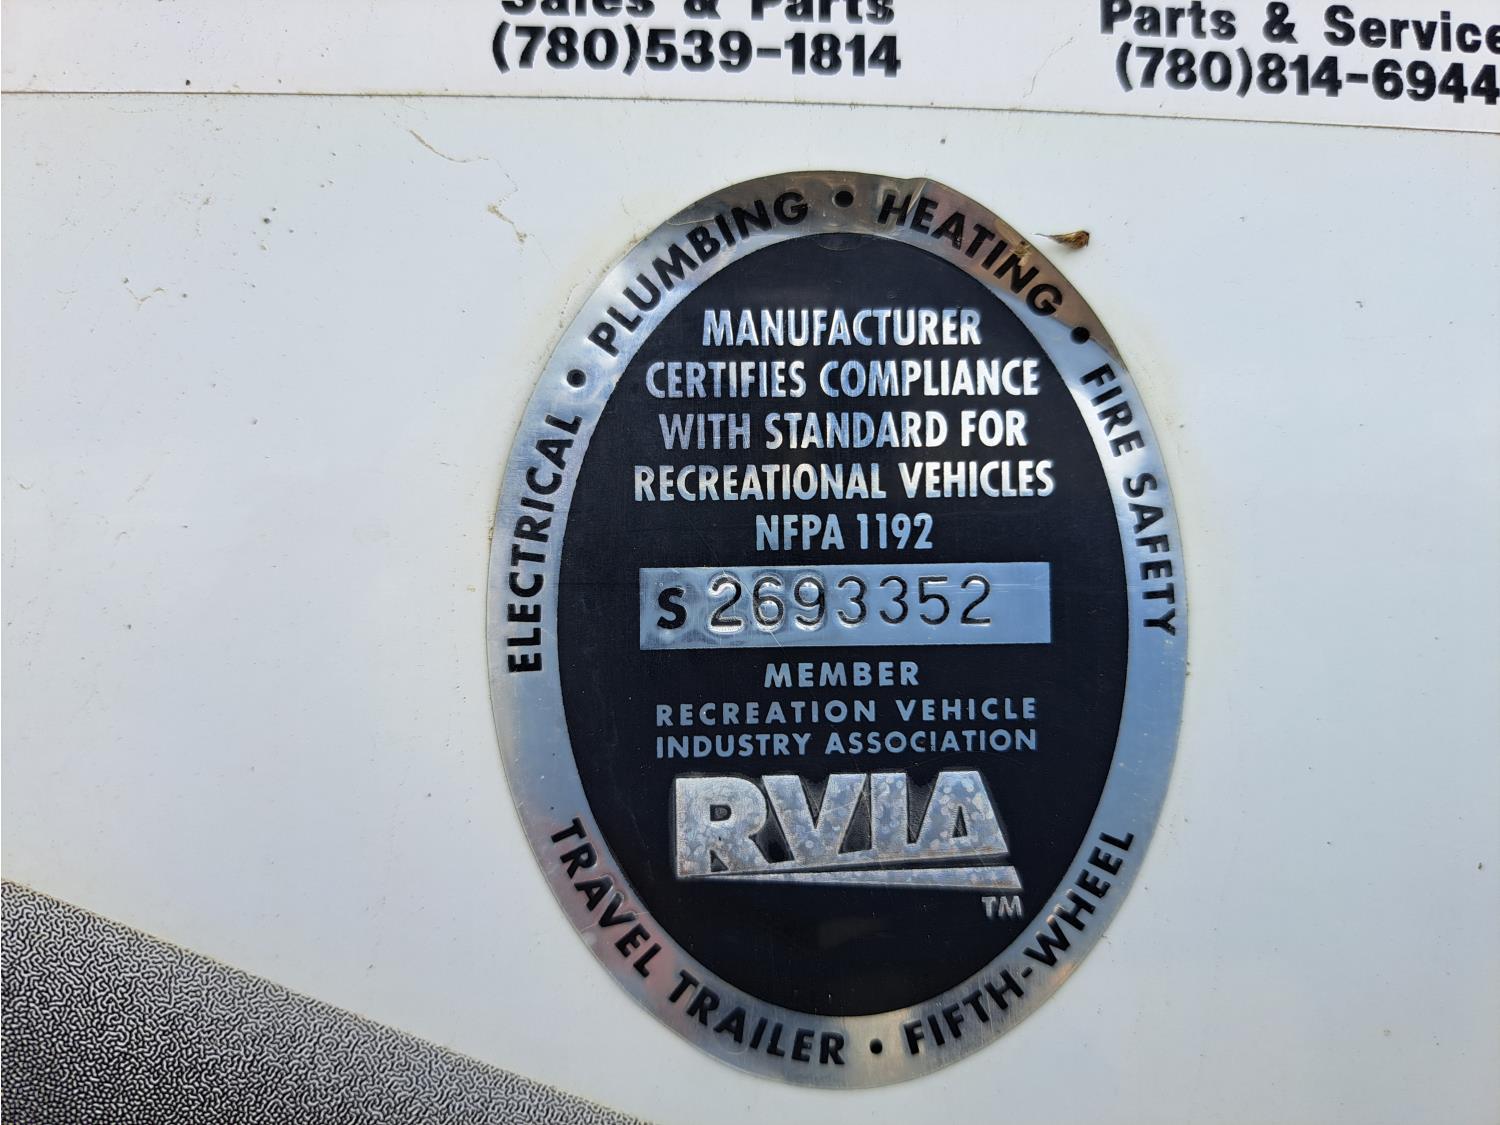 Sales & Parts
(780)539-1814
Parts & Service
(780)814-6944
ELECTRICAL • PLUMBING • HEATING • FIRE SAFETY
MANUFACTURER
CERTIFIES COMPLIANCE
WITH STANDARD FOR
RECREATIONAL VEHICLES
NFPA 1192
S 2693352
MEMBER
RECREATION VEHICLE
INDUSTRY ASSOCIATION
RVIA
TM
TRAVEL TRAILER • FIFTH-WHEEL